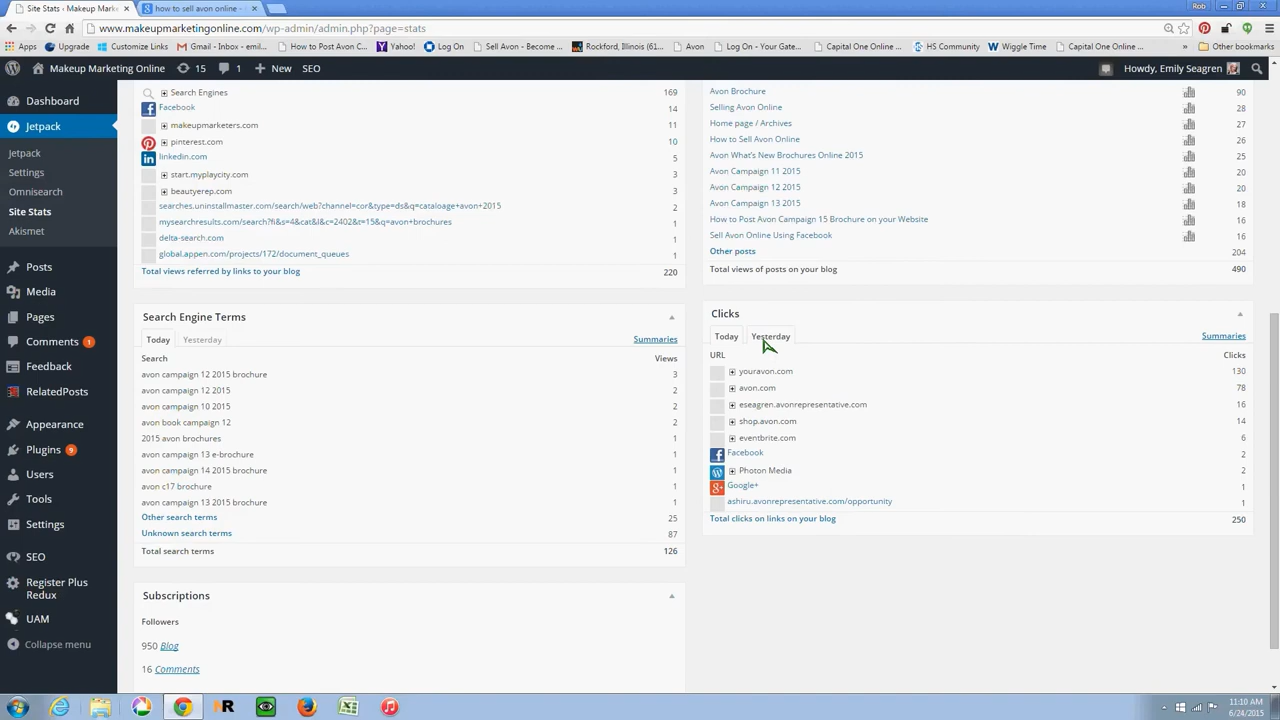 Site Stats ‹ Makeup Mar
how to sell avon online -
Rob
www.makeupmarketingonline.com/wp-admin/admin.php?page=stats
Apps
Upgrade
Customize Links
Gmail - Inbox - emil...
How to Post Avon C...
Yahoo!
Log On
Sell Avon - Become ...
Rockford, Illinois (61...
Avon
Log On - Your Gate...
Capital One Online ...
HS Community
Wiggle Time
Capital One Online ...
»
Other bookmarks
Makeup Marketing Online
15
1
New
SEO
Howdy, Emily Seagren
Dashboard
Jetpack
Jetpack
Settings
Omnisearch
Site Stats
Akismet
Posts
Media
Pages
Comments 1
Feedback
RelatedPosts
Appearance
Plugins 9
Users
Tools
Settings
SEO
Register Plus
Redux
UAM
Collapse menu
Search Engines 169
Facebook 14
makeupmarketers.com 11
pinterest.com 10
linkedin.com 5
start.myplaycity.com 3
beautyerep.com 3
searches.uninstallmaster.com/search/web?channel=cor&type=ds&q=cataloage+avon+2015 2
mysearchresults.com/search?fl&s=4&cat&l&c=2402&t=15&q=avon+brochures 1
delta-search.com 1
global.appen.com/projects/172/document_queues 1
Total views referred by links to your blog 220
Search Engine Terms
Today Yesterday Summaries
Search Views
avon campaign 12 2015 brochure 3
avon campaign 12 2015 2
avon campaign 10 2015 2
avon book campaign 12 2
2015 avon brochures 1
avon campaign 13 e-brochure 1
avon campaign 14 2015 brochure 1
avon c17 brochure 1
avon campaign 13 2015 brochure 1
Other search terms 25
Unknown search terms 87
Total search terms 126
Subscriptions
Followers
950 Blog
16 Comments
Avon Brochure 90
Selling Avon Online 28
Home page / Archives 27
How to Sell Avon Online 26
Avon What's New Brochures Online 2015 25
Avon Campaign 11 2015 20
Avon Campaign 12 2015 20
Avon Campaign 13 2015 18
How to Post Avon Campaign 15 Brochure on your Website 16
Sell Avon Online Using Facebook 16
Other posts 204
Total views of posts on your blog 490
Clicks
Today Yesterday Summaries
URL Clicks
youravon.com 130
avon.com 78
eseagren.avonrepresentative.com 16
shop.avon.com 14
eventbrite.com 6
Facebook 2
Photon Media 2
Google+ 1
ashiru.avonrepresentative.com/opportunity 1
Total clicks on links on your blog 250
11:10 AM
6/24/2015